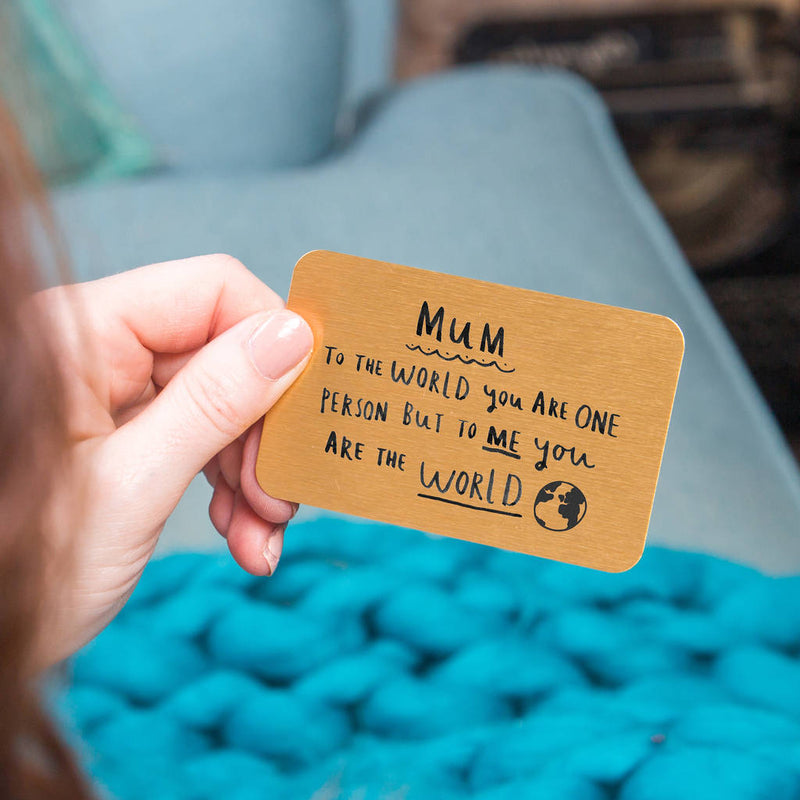 MUM
TO THE WORLD you ARE ONE
PERSON BUT TO ME you
ARE THE WORLD